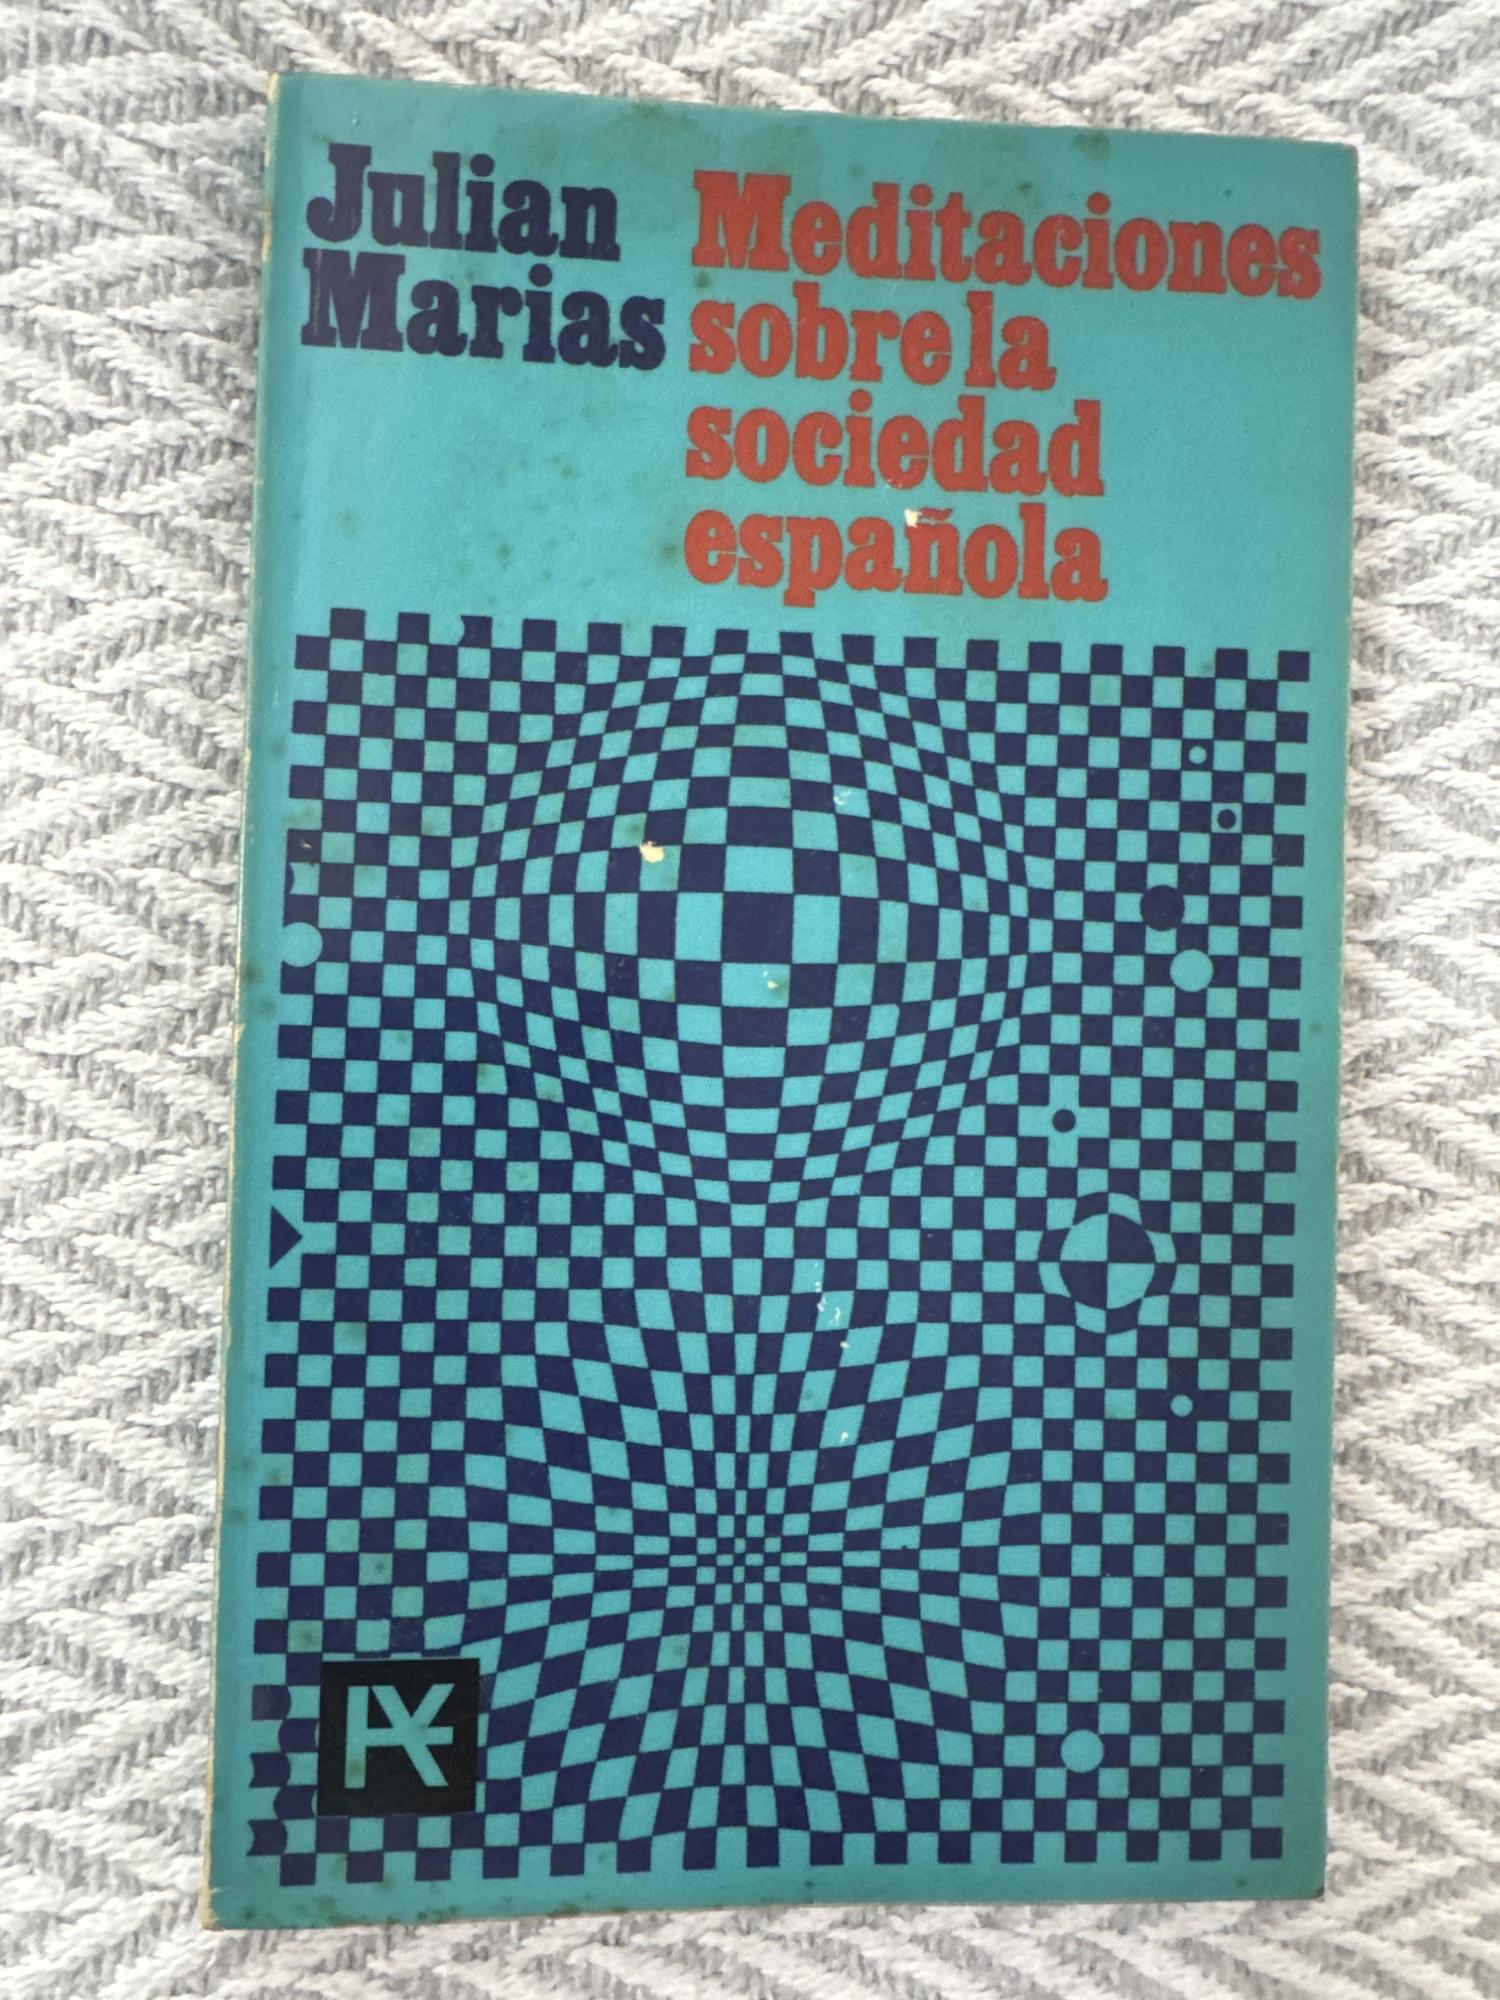 Julian
Marias
Meditaciones
sobre la
sociedad
española